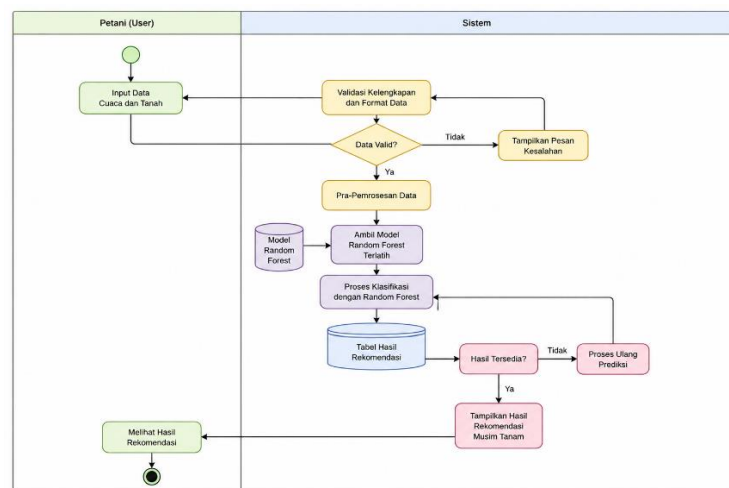 Petani (User)
Sistem
Input Data
Cuaca dan Tanah
Validasi Kelengkapan
dan Format Data
Data Valid?
Tidak
Tampilkan Pesan
Kesalahan
Ya
Pra-Pemrosesan Data
Model
Random
Forest
Ambil Model
Random Forest
Terlatih
Proses Klasifikasi
dengan Random Forest
Tabel Hasil
Rekomendasi
Hasil Tersedia?
Tidak
Proses Ulang
Prediksi
Ya
Tampilkan Hasil
Rekomendasi
Musim Tanam
Melihat Hasil
Rekomendasi